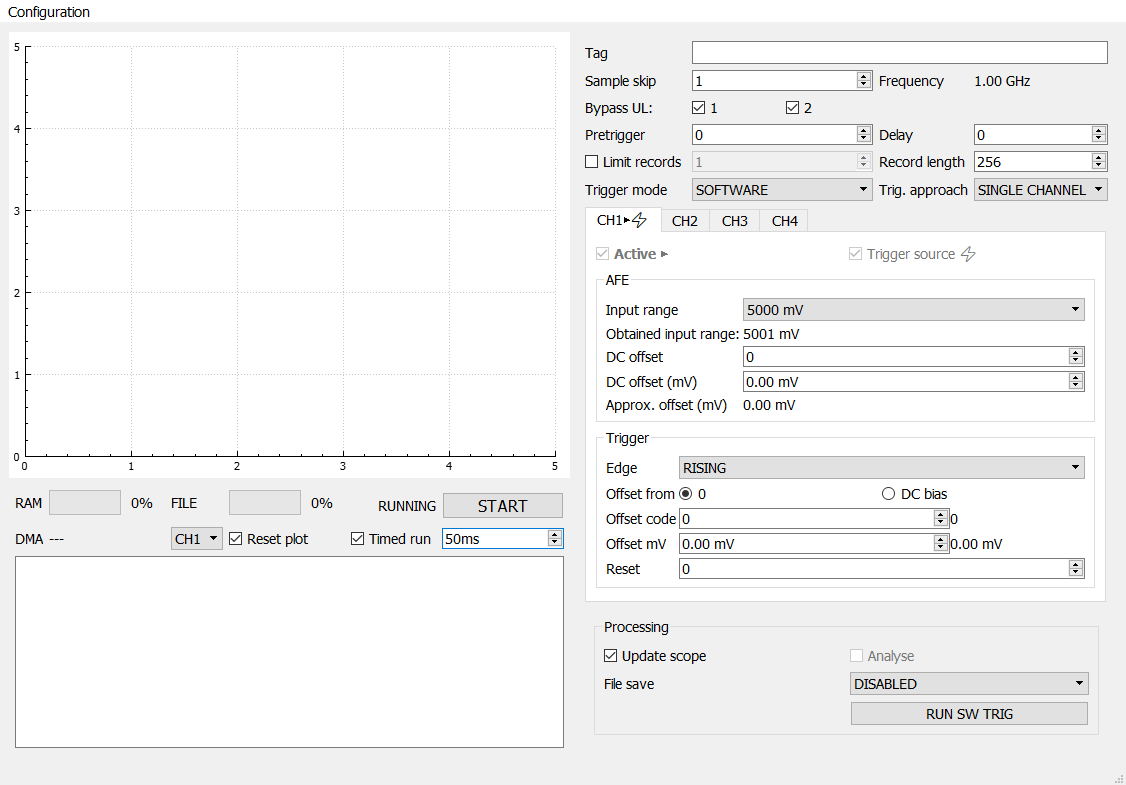 Configuration
5
4
3
2
1
0
0 1 2 3 4 5
RAM 0% FILE 0% RUNNING START
DMA --- CH1 Reset plot Timed run 50ms
Tag
Sample skip 1 Frequency 1.00 GHz
Bypass UL: 1 2
Pretrigger 0 Delay 0
Limit records 1 Record length 256
Trigger mode SOFTWARE Trig. approach SINGLE CHANNEL
CH1 CH2 CH3 CH4
Active Trigger source
AFE
Input range 5000 mV
Obtained input range: 5001 mV
DC offset 0
DC offset (mV) 0.00 mV
Approx. offset (mV) 0.00 mV
Trigger
Edge RISING
Offset from 0 DC bias
Offset code 0 0
Offset mV 0.00 mV 0.00 mV
Reset 0
Processing
Update scope Analyse
File save DISABLED
RUN SW TRIG